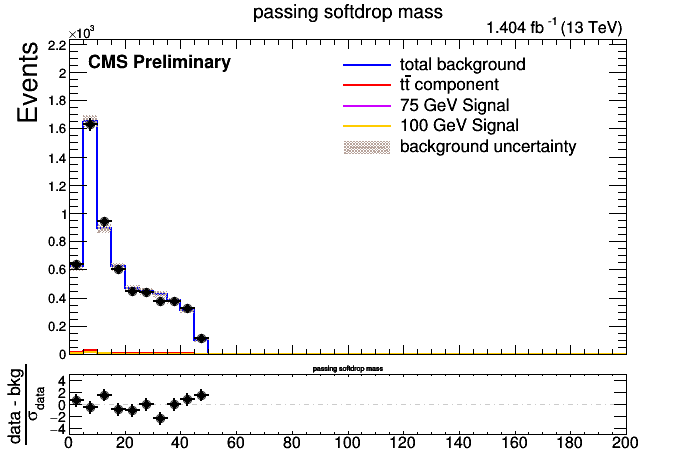 passing softdrop mass
1.404 fb⁻¹ (13 TeV)
×10³
CMS Preliminary
Events
total background
tt̄ component
75 GeV Signal
100 GeV Signal
background uncertainty
2.2
2
1.8
1.6
1.4
1.2
1
0.8
0.6
0.4
0.2
0
passing softdrop mass
data - bkg
σ_data
4
2
0
−2
−4
0 20 40 60 80 100 120 140 160 180 200